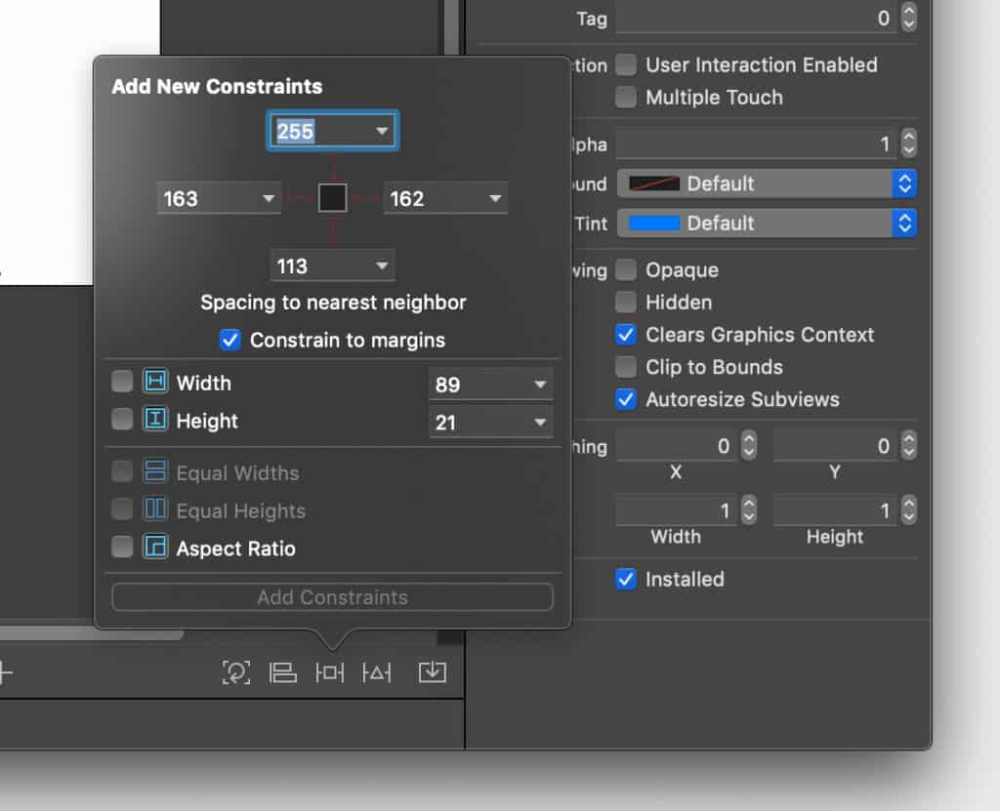 Tag 0
Add New Constraints
tion User Interaction Enabled
Multiple Touch
255
lpha 1
163 162
und Default
Tint Default
113
wing Opaque
Spacing to nearest neighbor
Hidden
Constrain to margins
Clears Graphics Context
Clip to Bounds
Width 89
Autoresize Subviews
Height 21
hing 0 0
X Y
Equal Widths
Equal Heights
1 1
Width Height
Aspect Ratio
Installed
Add Constraints